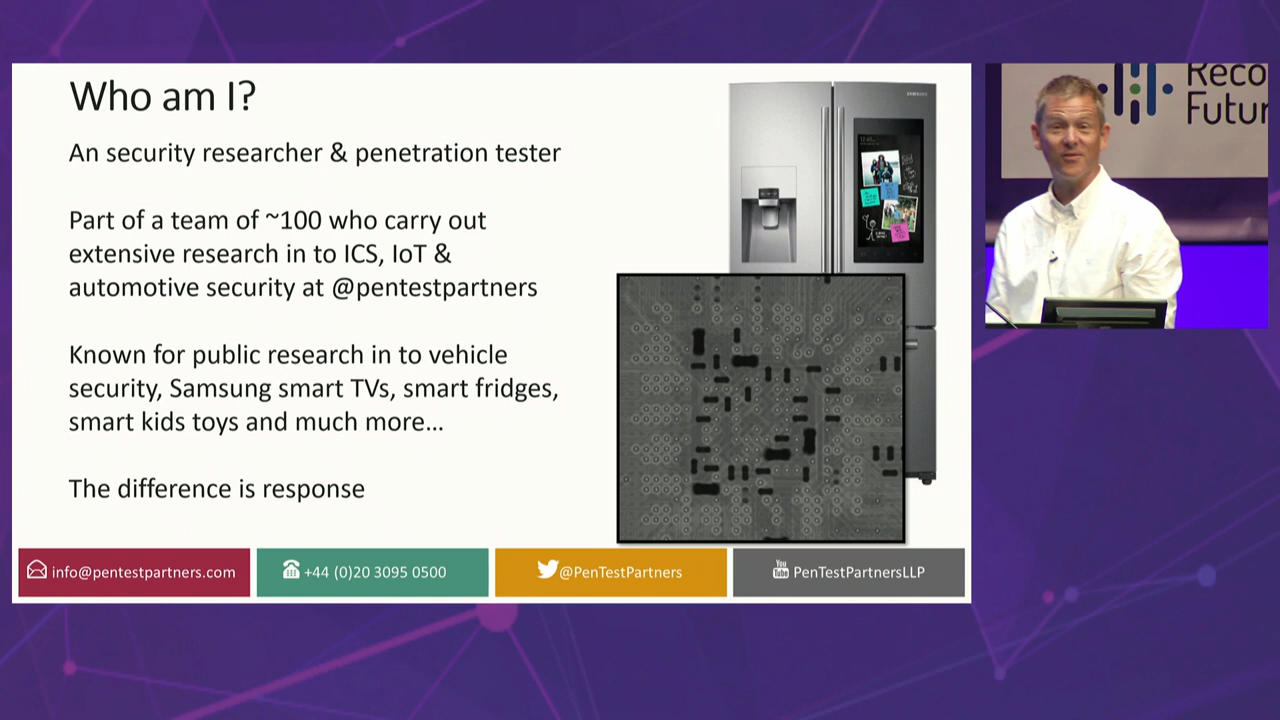 Who am I?
An security researcher & penetration tester
Part of a team of ~100 who carry out
extensive research in to ICS, IoT &
automotive security at @pentestpartners
Known for public research in to vehicle
security, Samsung smart TVs, smart fridges,
smart kids toys and much more...
The difference is response
info@pentestpartners.com
+44 (0)20 3095 0500
@PenTestPartners
You
Tube
PenTestPartnersLLP
SAMSUNG
Reco
Futur